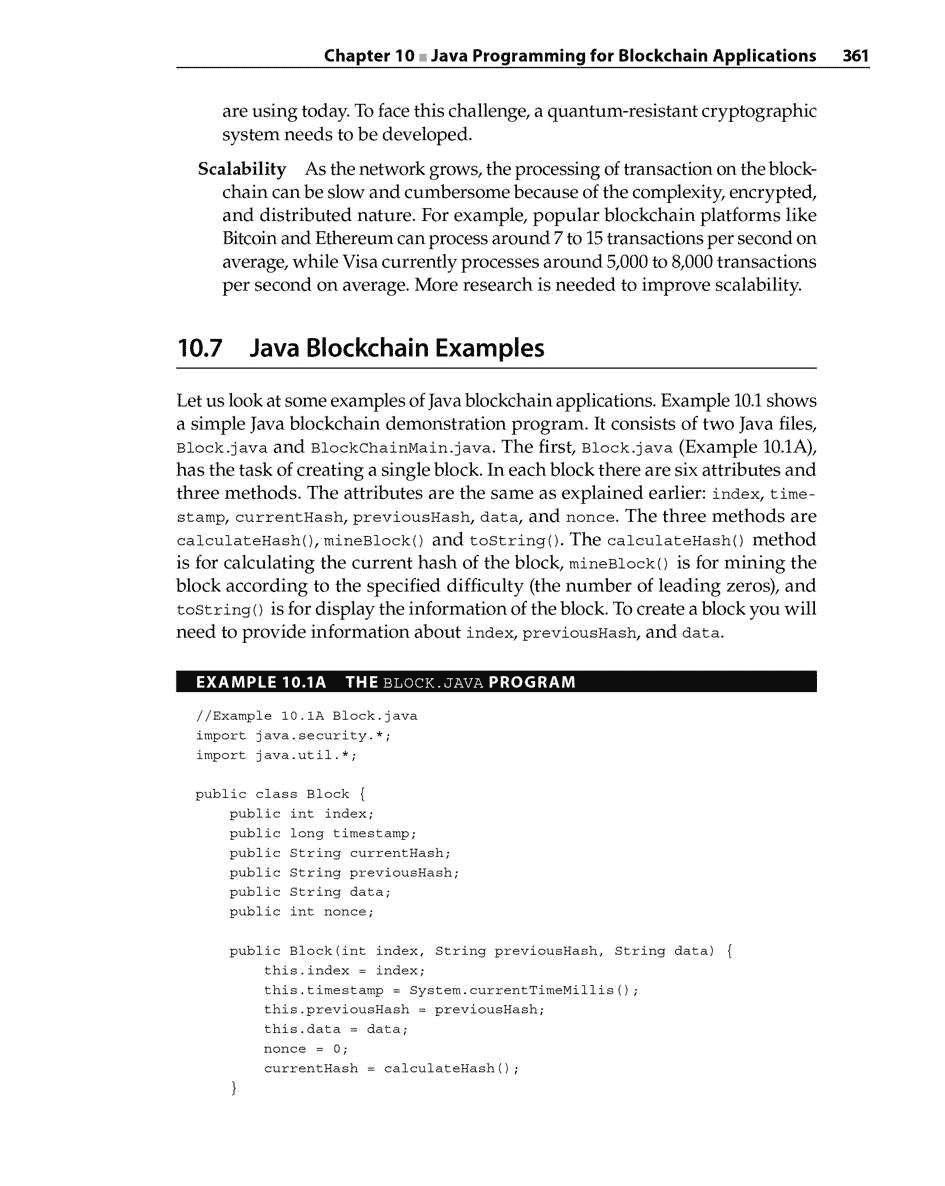 Chapter 10 ■ Java Programming for Blockchain Applications 361
are using today. To face this challenge, a quantum-resistant cryptographic
system needs to be developed.
Scalability As the network grows, the processing of transaction on the block-
chain can be slow and cumbersome because of the complexity, encrypted,
and distributed nature. For example, popular blockchain platforms like
Bitcoin and Ethereum can process around 7 to 15 transactions per second on
average, while Visa currently processes around 5,000 to 8,000 transactions
per second on average. More research is needed to improve scalability.
10.7 Java Blockchain Examples
Let us look at some examples of Java blockchain applications. Example 10.1 shows
a simple Java blockchain demonstration program. It consists of two Java files,
Block.java and BlockChainMain.java. The first, Block.java (Example 10.1A),
has the task of creating a single block. In each block there are six attributes and
three methods. The attributes are the same as explained earlier: index, time-
stamp, currentHash, previousHash, data, and nonce. The three methods are
calculateHash(), mineBlock() and toString(). The calculateHash() method
is for calculating the current hash of the block, mineBlock() is for mining the
block according to the specified difficulty (the number of leading zeros), and
toString() is for display the information of the block. To create a block you will
need to provide information about index, previousHash, and data.
EXAMPLE 10.1A THE BLOCK.JAVA PROGRAM
//Example 10.1A Block.java
import java.security.*;
import java.util.*;
public class Block {
public int index;
public long timestamp;
public String currentHash;
public String previousHash;
public String data;
public int nonce;
public Block(int index, String previousHash, String data) {
this.index = index;
this.timestamp = System.currentTimeMillis();
this.previousHash = previousHash;
this.data = data;
nonce = 0;
currentHash = calculateHash();
}